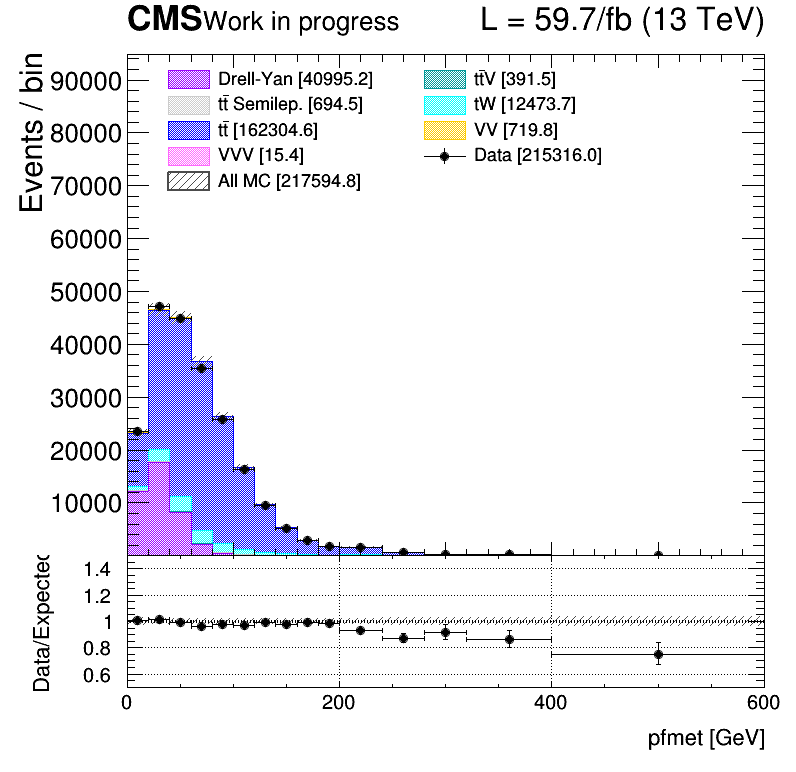 CMS Work in progress L = 59.7/fb (13 TeV)
Events / bin
90000
80000
70000
60000
50000
40000
30000
20000
10000
Drell-Yan [40995.2]
tt̄ Semilep. [694.5]
tt̄ [162304.6]
VVV [15.4]
All MC [217594.8]
tt̄V [391.5]
tW [12473.7]
VV [719.8]
Data [215316.0]
Data/Expected
1.4
1.2
1
0.8
0.6
0 200 400 600
pfmet [GeV]